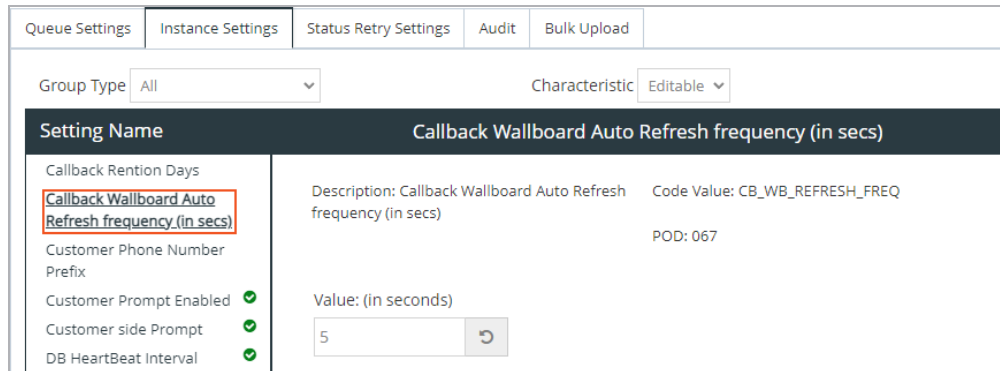 Queue Settings Instance Settings Status Retry Settings Audit Bulk Upload
Group Type All Characteristic Editable
Setting Name Callback Wallboard Auto Refresh frequency (in secs)
Callback Rention Days
Callback Wallboard Auto
Refresh frequency (in secs)
Customer Phone Number
Prefix
Customer Prompt Enabled
Customer side Prompt
DB HeartBeat Interval
Description: Callback Wallboard Auto Refresh
frequency (in secs)
Code Value: CB_WB_REFRESH_FREQ
POD: 067
Value: (in seconds)
5